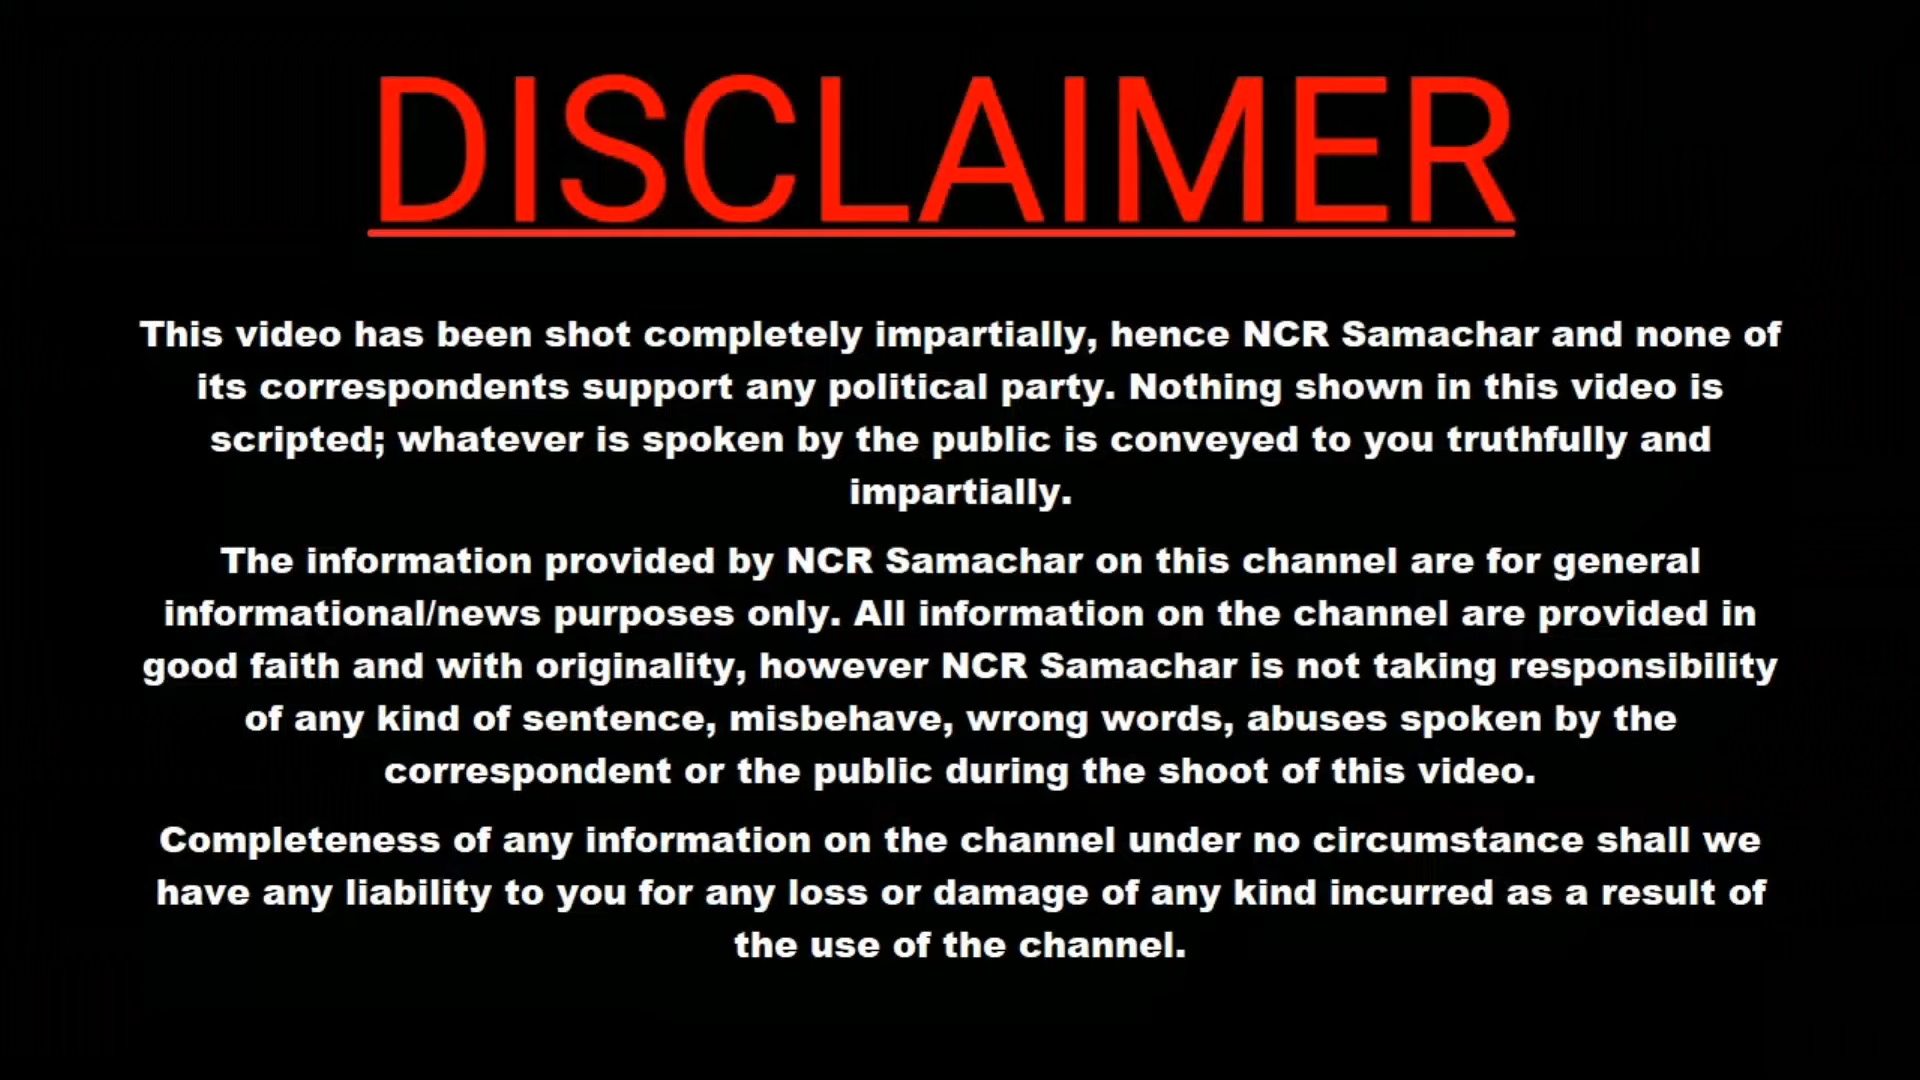 DISCLAIMER
This video has been shot completely impartially, hence NCR Samachar and none of
its correspondents support any political party. Nothing shown in this video is
scripted; whatever is spoken by the public is conveyed to you truthfully and
impartially.
The information provided by NCR Samachar on this channel are for general
informational/news purposes only. All information on the channel are provided in
good faith and with originality, however NCR Samachar is not taking responsibility
of any kind of sentence, misbehave, wrong words, abuses spoken by the
correspondent or the public during the shoot of this video.
Completeness of any information on the channel under no circumstance shall we
have any liability to you for any loss or damage of any kind incurred as a result of
the use of the channel.